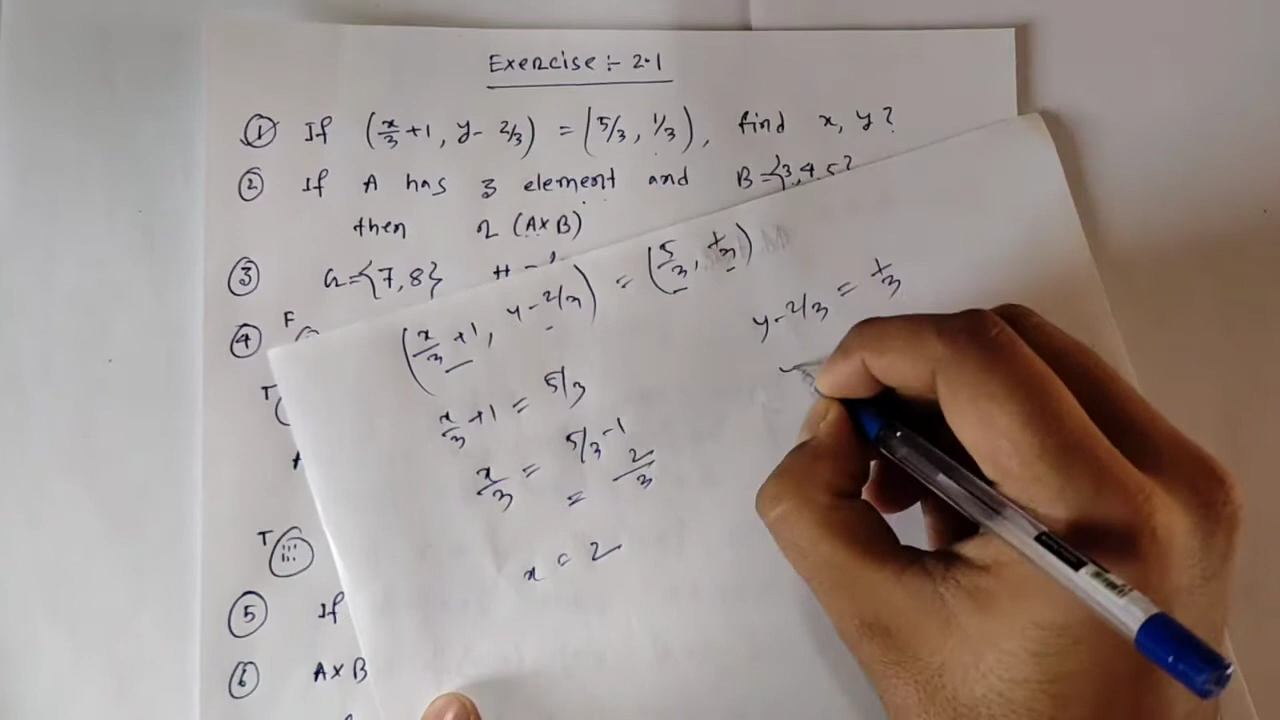 Exercise :- 2.1
① If (x/3 +1, y- 2/3) = (5/3, 1/3), find x, y?
② If A has 3 element and B={3,4,5}
then n (A×B)
③ G={7,8} H
④ F
T
T (iii)
⑤ If
⑥ A×B
(x/3 +1, y-2/3) = (5/3, 1/3)
x/3 +1 = 5/3
x/3 = 5/3 -1
= 2/3
x = 2
y-2/3 = 1/3